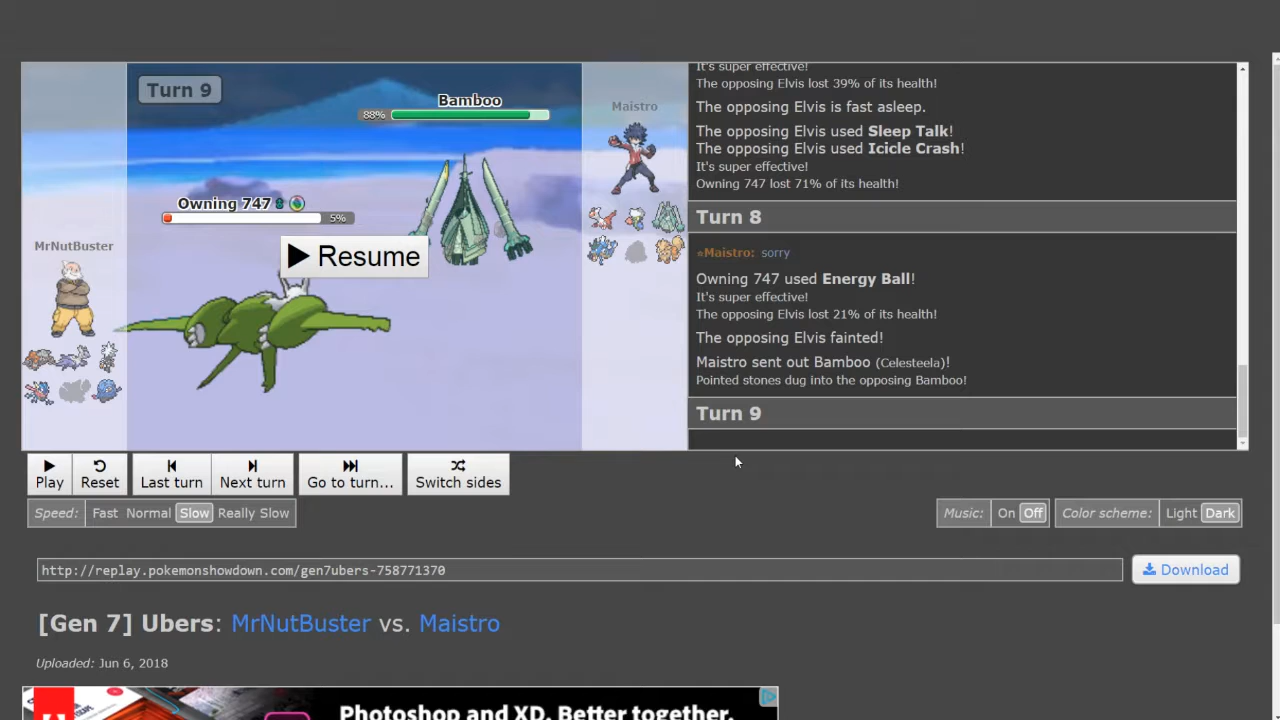 Turn 9
Bamboo
88%
Owning 747
5%
Resume
MrNutBuster
Maistro
It's super effective!
The opposing Elvis lost 39% of its health!
The opposing Elvis is fast asleep.
The opposing Elvis used Sleep Talk!
The opposing Elvis used Icicle Crash!
It's super effective!
Owning 747 lost 71% of its health!
Turn 8
☆Maistro: sorry
Owning 747 used Energy Ball!
It's super effective!
The opposing Elvis lost 21% of its health!
The opposing Elvis fainted!
Maistro sent out Bamboo (Celesteela)!
Pointed stones dug into the opposing Bamboo!
Turn 9
Play Reset Last turn Next turn Go to turn... Switch sides
Speed: Fast Normal Slow Really Slow
Music: On Off Color scheme: Light Dark
http://replay.pokemonshowdown.com/gen7ubers-758771370
Download
[Gen 7] Ubers: MrNutBuster vs. Maistro
Uploaded: Jun 6, 2018
Photoshop and XD. Better together.